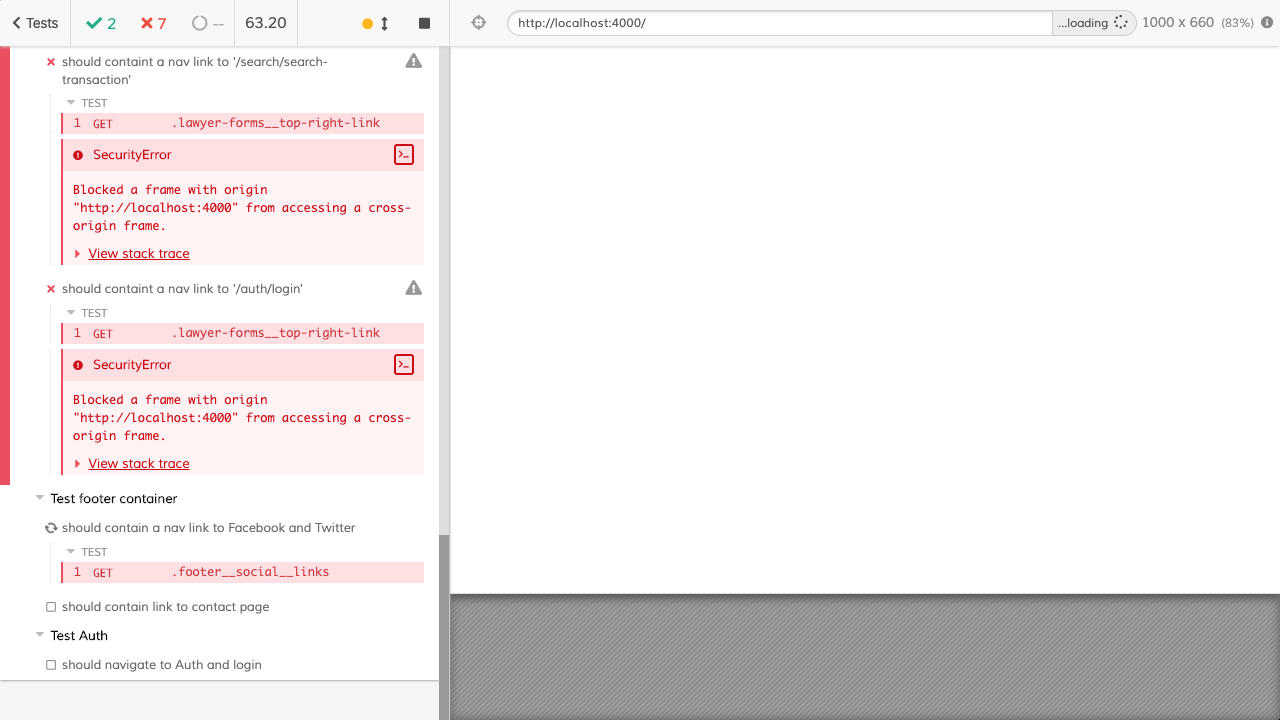 Tests
2
7
--
63.20
http://localhost:4000/
...loading
1000 x 660 (83%)
should containt a nav link to '/search/search-
transaction'
TEST
1 GET .lawyer-forms__top-right-link
SecurityError
Blocked a frame with origin
"http://localhost:4000" from accessing a cross-
origin frame.
View stack trace
should containt a nav link to '/auth/login'
TEST
1 GET .lawyer-forms__top-right-link
SecurityError
Blocked a frame with origin
"http://localhost:4000" from accessing a cross-
origin frame.
View stack trace
Test footer container
should contain a nav link to Facebook and Twitter
TEST
1 GET .footer__social__links
should contain link to contact page
Test Auth
should navigate to Auth and login